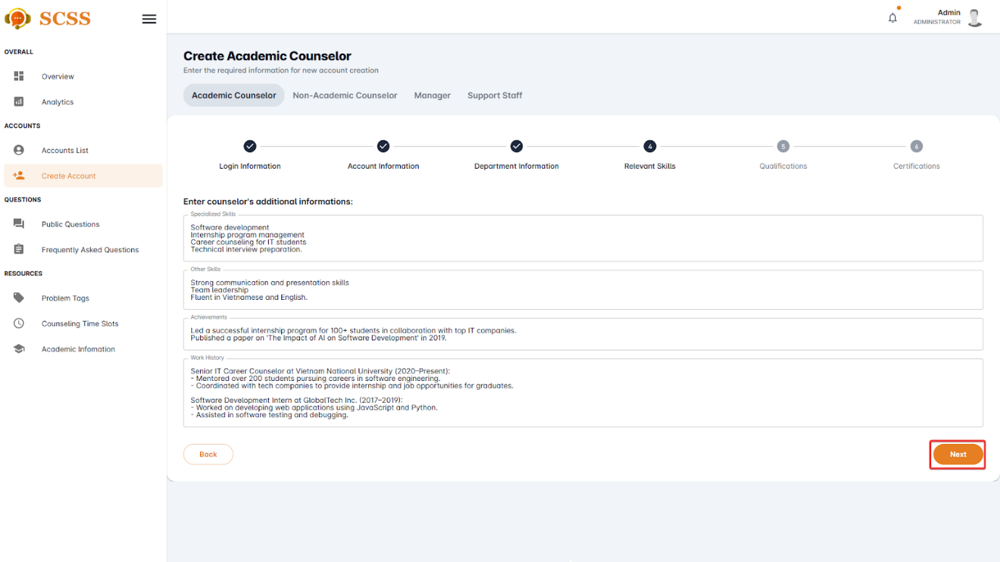 SCSS
Admin
ADMINISTRATOR
OVERALL
Overview
Analytics
ACCOUNTS
Accounts List
Create Account
QUESTIONS
Public Questions
Frequently Asked Questions
RESOURCES
Problem Tags
Counseling Time Slots
Academic Infomation
Create Academic Counselor
Enter the required information for new account creation
Academic Counselor Non-Academic Counselor Manager Support Staff
4 5 6
Login Information Account Information Department Information Relevant Skills Qualifications Certifications
Enter counselor's additional informations:
Specialized Skills
Software development
Internship program management
Career counseling for IT students
Technical interview preparation.
Other Skills
Strong communication and presentation skills
Team leadership
Fluent in Vietnamese and English.
Achievements
Led a successful internship program for 100+ students in collaboration with top IT companies.
Published a paper on 'The Impact of AI on Software Development' in 2019.
Work History
Senior IT Career Counselor at Vietnam National University (2020–Present):
- Mentored over 200 students pursuing careers in software engineering.
- Coordinated with tech companies to provide internship and job opportunities for graduates.
Software Development Intern at GlobalTech Inc. (2017–2019):
- Worked on developing web applications using JavaScript and Python.
- Assisted in software testing and debugging.
Back Next